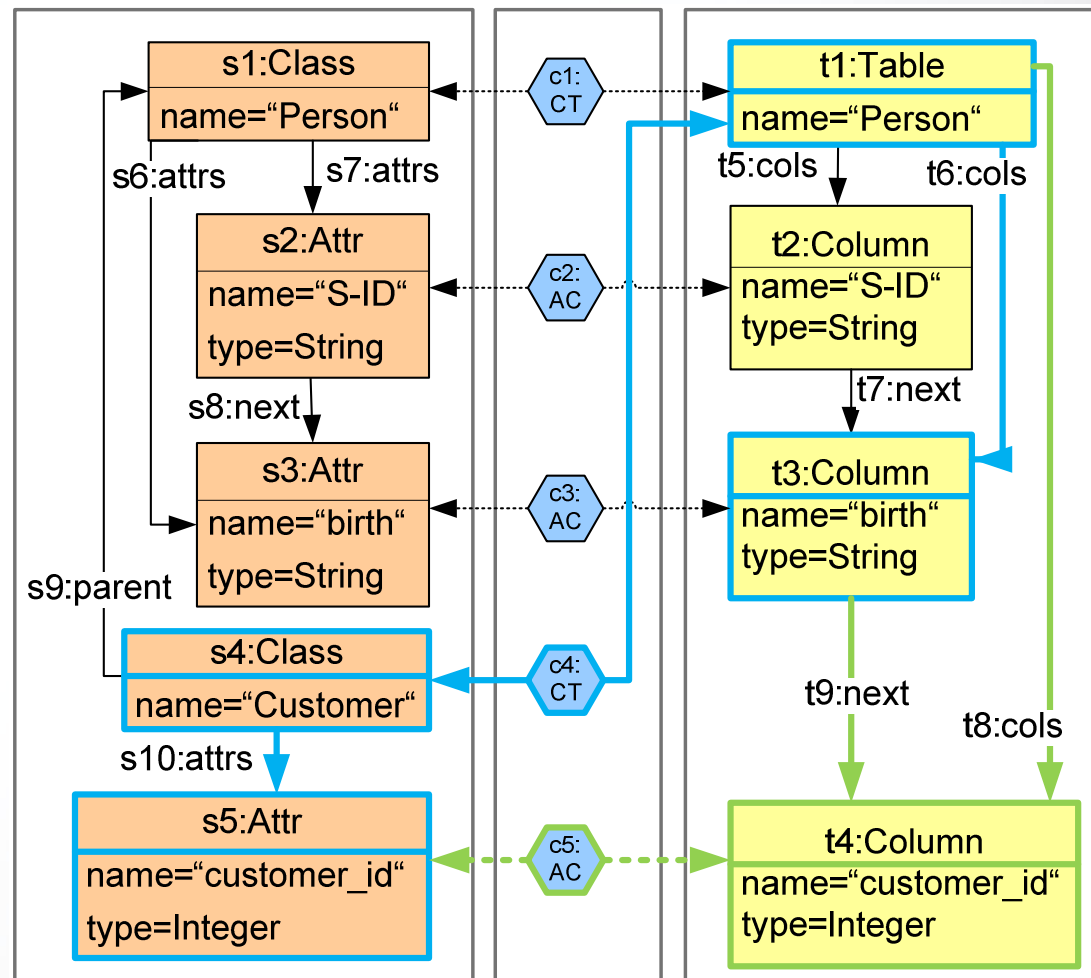 s1:Class
name=“Person“
s6:attrs
s7:attrs
s2:Attr
name=“S-ID“
type=String
s8:next
s3:Attr
name=“birth“
type=String
s9:parent
s4:Class
name=“Customer“
s10:attrs
s5:Attr
name=“customer_id“
type=Integer
c1:
CT
c2:
AC
c3:
AC
c4:
CT
c5:
AC
t1:Table
name=“Person“
t5:cols
t6:cols
t2:Column
name=“S-ID“
type=String
t7:next
t3:Column
name=“birth“
type=String
t9:next
t8:cols
t4:Column
name=“customer_id“
type=Integer